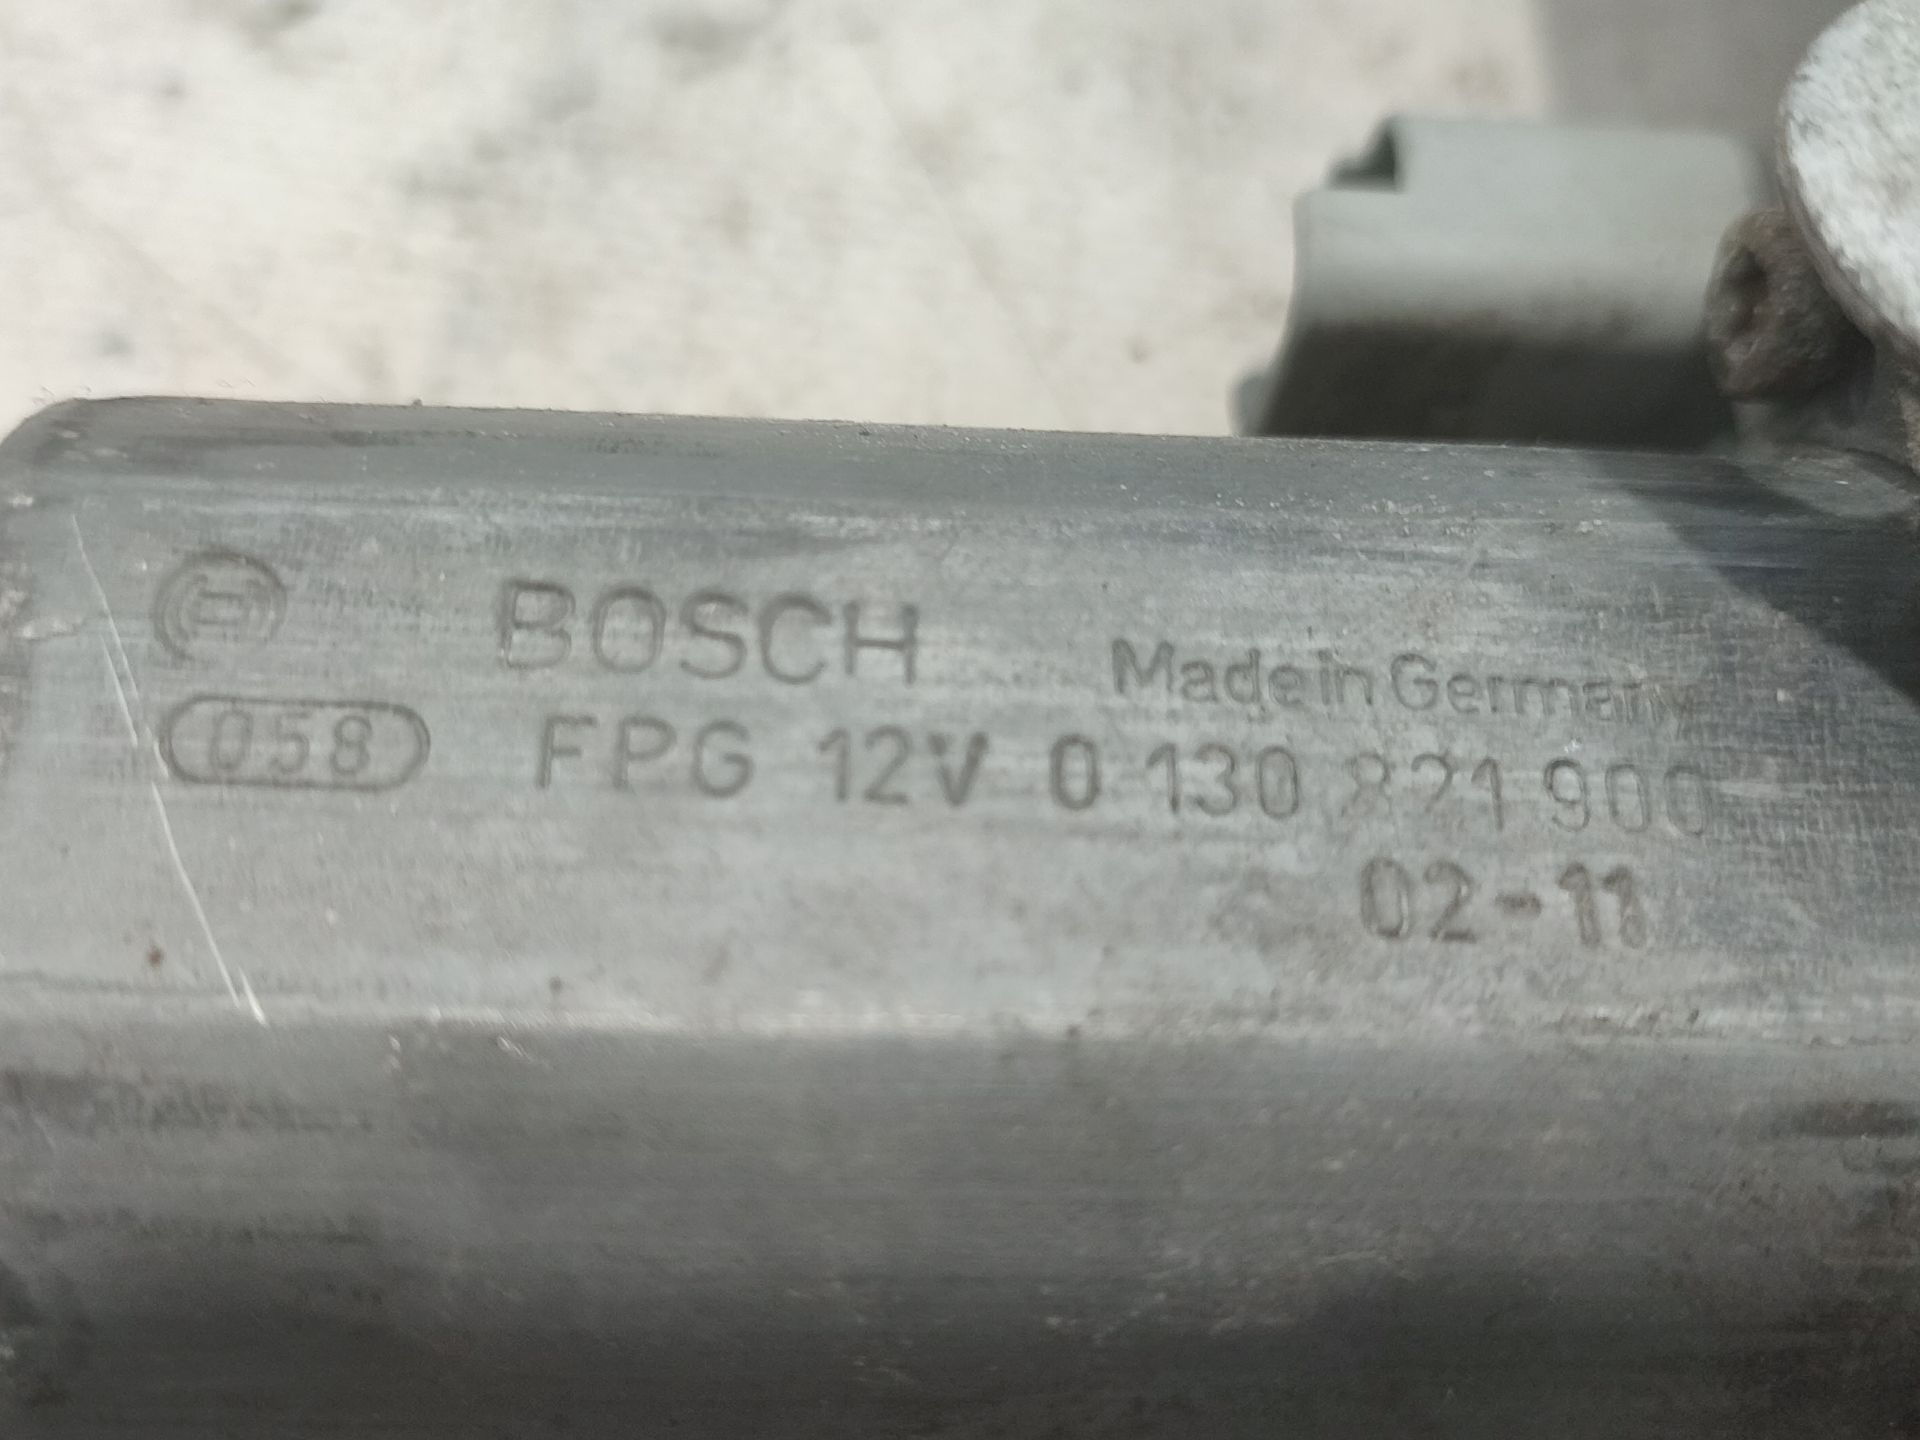 BOSCH Made in Germany
058 FPG 12V 0 130 821 900
02-11